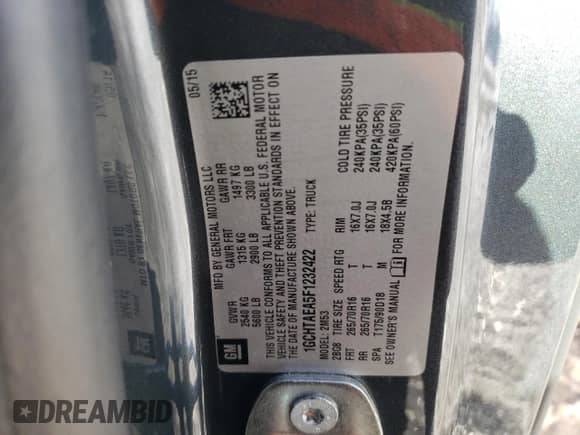 MFD BY GENERAL MOTORS LLC
05/15
GVWR GAWR FRT GAWR RR
2540 KG 1315 KG 1497 KG
5600 LB 2900 LB 3300 LB
THIS VEHICLE CONFORMS TO ALL APPLICABLE U.S. FEDERAL MOTOR
VEHICLE SAFETY AND THEFT PREVENTION STANDARDS IN EFFECT ON
THE DATE OF MANUFACTURE SHOWN ABOVE.
1GCHTAEA5F1232422 TYPE: TRUCK
2M53
2BGB TIRE SIZE SPEED RTG RIM COLD TIRE PRESSURE
FRT 265/70R16 T 16X7.0J 240KPA(35PSI)
RR 265/70R16 T 16X7.0J 240KPA(35PSI)
SPA T175/90D18 M 18X4.5B 420KPA(60PSI)
SEE OWNER'S MANUAL FOR MORE INFORMATION.
GM
DREAMBID